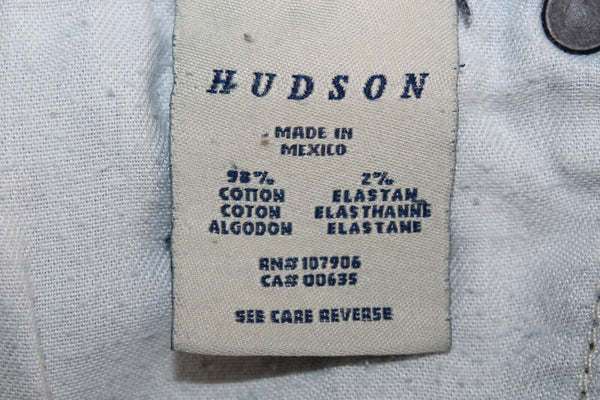 HUDSON
MADE IN
MEXICO
98% 2%
COTTON ELASTAN
COTON ELASTHANNE
ALGODON ELASTANE
RN# 107906
CA# 00635
SEE CARE REVERSE